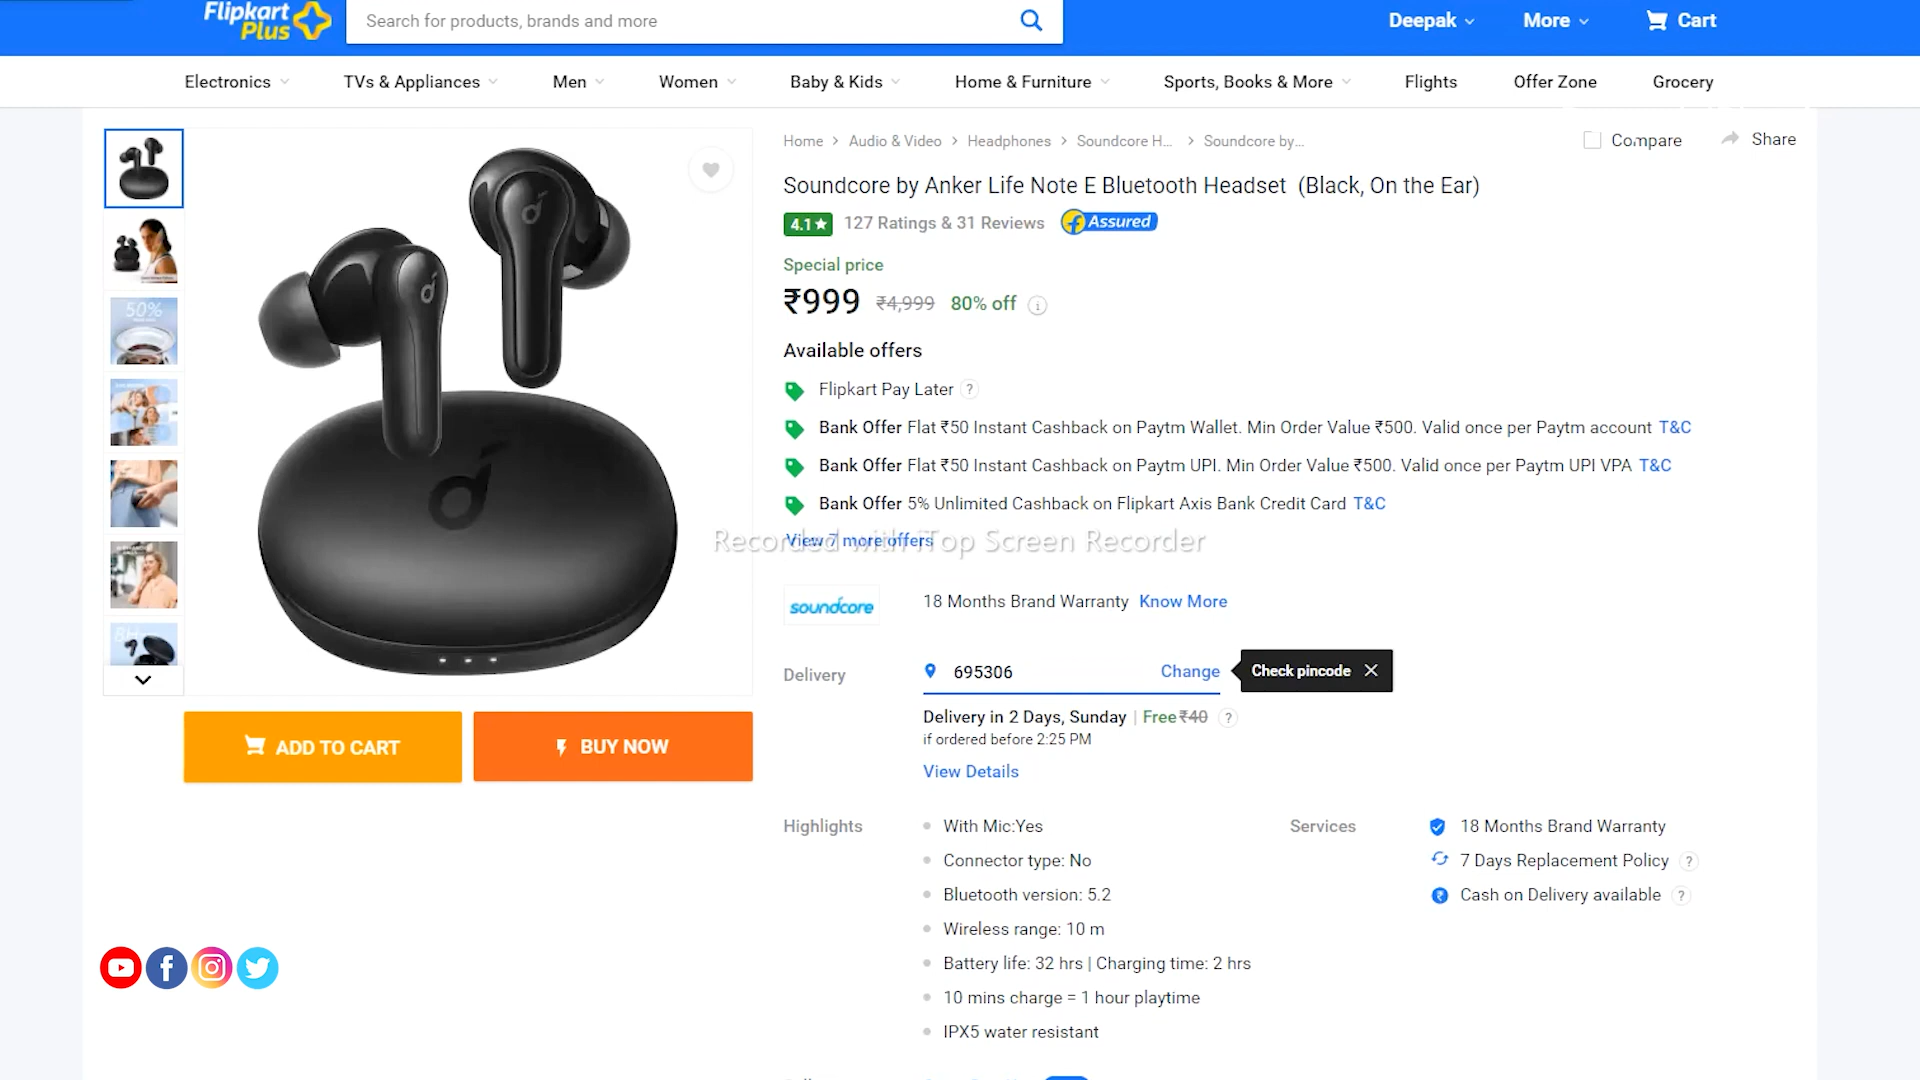 Flipkart
Plus
Search for products, brands and more
Deepak
More
Cart
Electronics
TVs & Appliances
Men
Women
Baby & Kids
Home & Furniture
Sports, Books & More
Flights
Offer Zone
Grocery
Home > Audio & Video > Headphones > Soundcore H... > Soundcore by...
Compare
Share
Soundcore by Anker Life Note E Bluetooth Headset (Black, On the Ear)
4.1★ 127 Ratings & 31 Reviews
Assured
Special price
₹999 ₹4,999 80% off
Available offers
Flipkart Pay Later ?
Bank Offer Flat ₹50 Instant Cashback on Paytm Wallet. Min Order Value ₹500. Valid once per Paytm account T&C
Bank Offer Flat ₹50 Instant Cashback on Paytm UPI. Min Order Value ₹500. Valid once per Paytm UPI VPA T&C
Bank Offer 5% Unlimited Cashback on Flipkart Axis Bank Credit Card T&C
View 7 more offers
Recorded with iTop Screen Recorder
50%
8H
soundcore
18 Months Brand Warranty Know More
Delivery
695306
Change
Check pincode
Delivery in 2 Days, Sunday | Free ₹40 ?
if ordered before 2:25 PM
View Details
ADD TO CART
BUY NOW
Highlights
With Mic:Yes
Connector type: No
Bluetooth version: 5.2
Wireless range: 10 m
Battery life: 32 hrs | Charging time: 2 hrs
10 mins charge = 1 hour playtime
IPX5 water resistant
Services
18 Months Brand Warranty
7 Days Replacement Policy ?
Cash on Delivery available ?